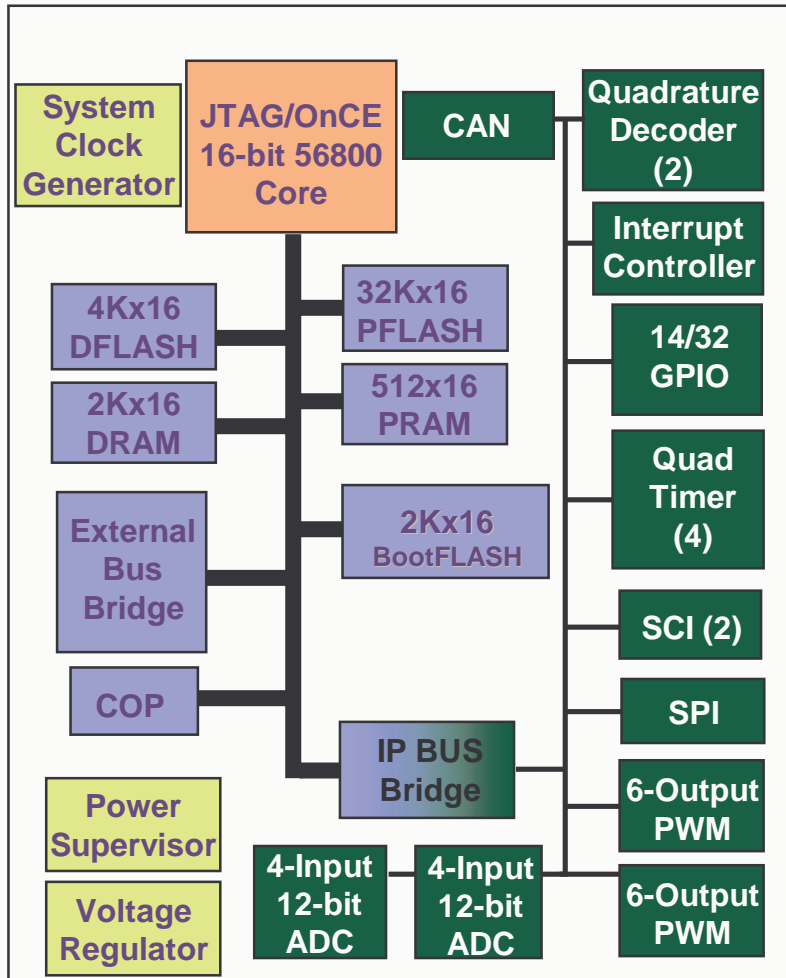 System
Clock
Generator
JTAG/OnCE
16-bit 56800
Core
CAN
Quadrature
Decoder
(2)
Interrupt
Controller
4Kx16
DFLASH
32Kx16
PFLASH
14/32
GPIO
2Kx16
DRAM
512x16
PRAM
Quad
Timer
(4)
External
Bus
Bridge
2Kx16
BootFLASH
SCI (2)
COP
SPI
IP BUS
Bridge
Power
Supervisor
6-Output
PWM
Voltage
Regulator
4-Input
12-bit
ADC
4-Input
12-bit
ADC
6-Output
PWM